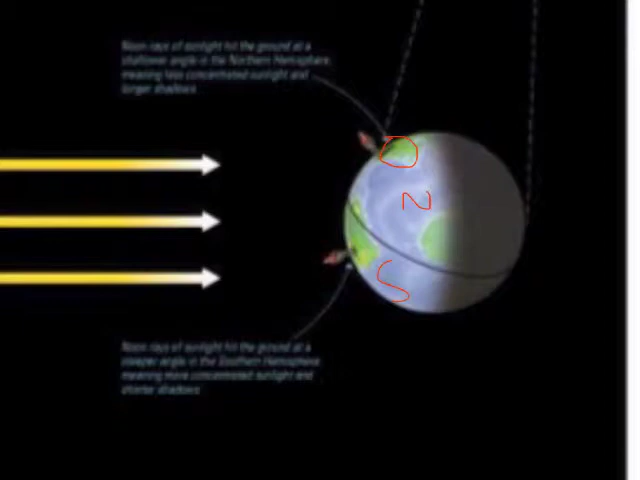 Noon rays of sunlight hit the ground at a
shallower angle in the Northern Hemisphere,
meaning less concentrated sunlight and
longer shadows
N
S
Noon rays of sunlight hit the ground at a
steeper angle in the Southern Hemisphere,
meaning more concentrated sunlight and
shorter shadows